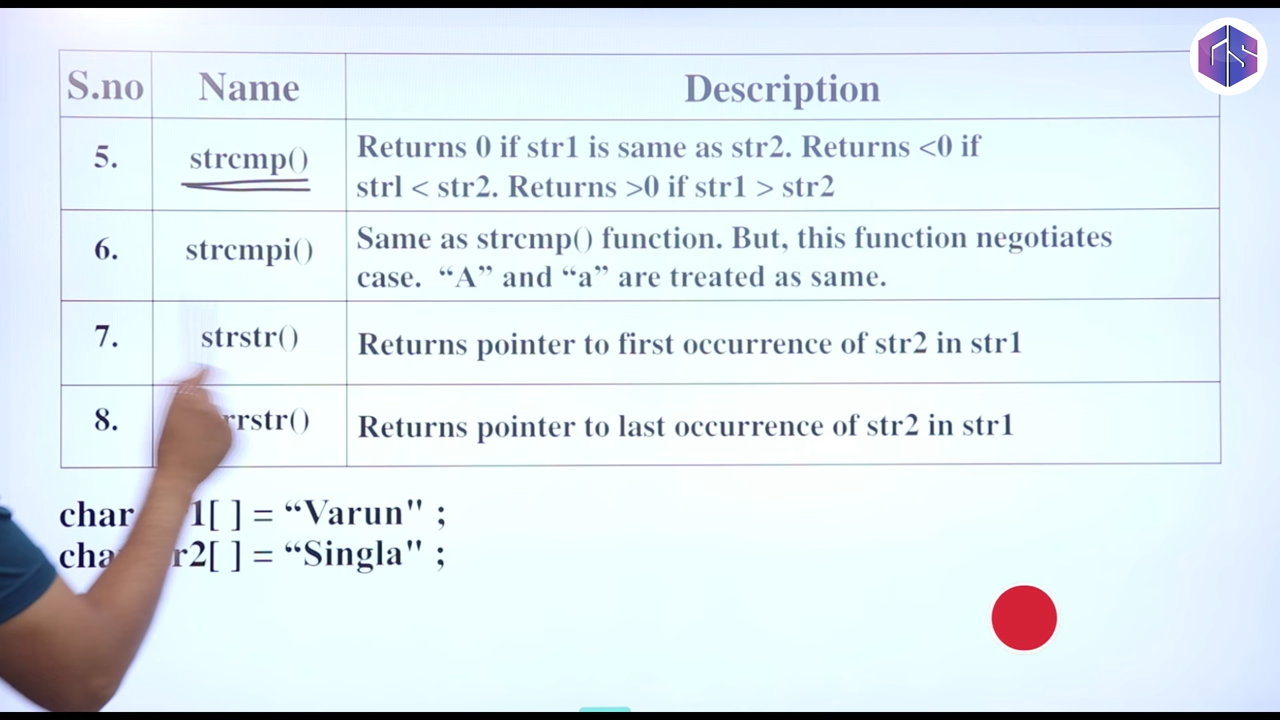 S.no Name Description
5. strcmp() Returns 0 if str1 is same as str2. Returns <0 if
strl < str2. Returns >0 if str1 > str2
6. strcmpi() Same as strcmp() function. But, this function negotiates
case. “A” and “a” are treated as same.
7. strstr() Returns pointer to first occurrence of str2 in str1
8. rrstr() Returns pointer to last occurrence of str2 in str1
char 1[ ] = “Varun" ;
cha r2[ ] = “Singla" ;